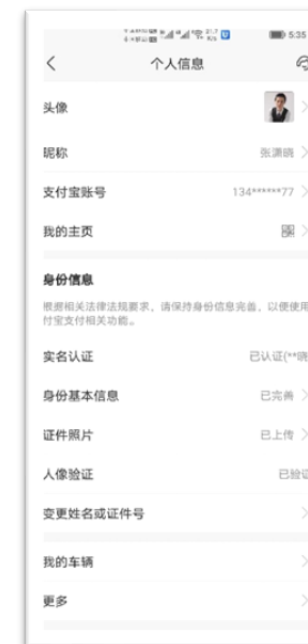 5:35
个人信息
头像
昵称 张潇晓
支付宝账号 134******77
我的主页
身份信息
根据相关法律法规要求，请保持身份信息完善，以便使用
付宝支付相关功能。
实名认证 已认证(**晓
身份基本信息 已完善
证件照片 已上传
人像验证 已验证
变更姓名或证件号
我的车辆
更多